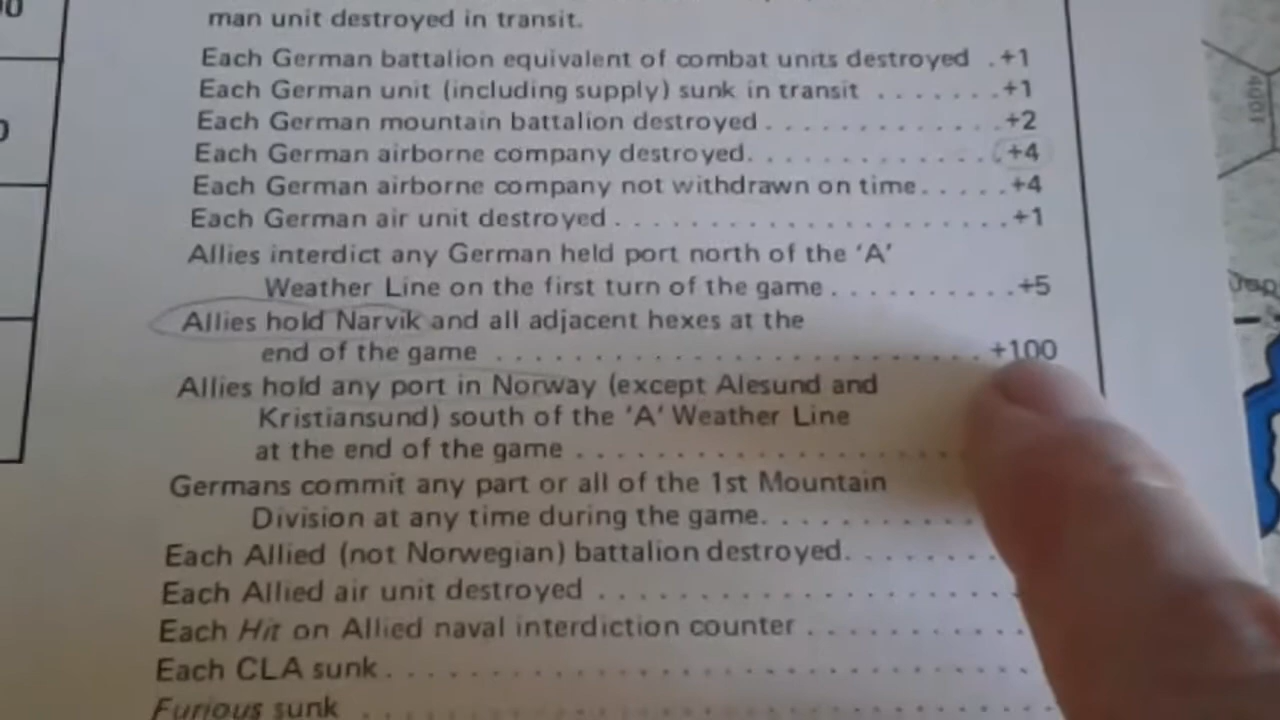 man unit destroyed in transit.
Each German battalion equivalent of combat units destroyed . +1
Each German unit (including supply) sunk in transit . . . . . . . +1
Each German mountain battalion destroyed . . . . . . . . . . . . . +2
Each German airborne company destroyed. . . . . . . . . . . . . +4
Each German airborne company not withdrawn on time. . . . . +4
Each German air unit destroyed . . . . . . . . . . . . . . . . . . . . +1
Allies interdict any German held port north of the 'A'
Weather Line on the first turn of the game . . . . . . . . . . +5
Allies hold Narvik and all adjacent hexes at the
end of the game . . . . . . . . . . . . . . . . . . . . . . . . . +100
Allies hold any port in Norway (except Alesund and
Kristiansund) south of the 'A' Weather Line
at the end of the game . . . . . . . . . . . . . . . . . . . .
Germans commit any part or all of the 1st Mountain
Division at any time during the game. . . . . . . . . . .
Each Allied (not Norwegian) battalion destroyed. . . . . . . .
Each Allied air unit destroyed . . . . . . . . . . . . . . . . . . . . . .
Each Hit on Allied naval interdiction counter . . . . . . . . . . .
Each CLA sunk . . . . . . . . . . . . . . . . . . . . . . . . . . . . . . . .
Furious sunk . . . . . . . . . . . . . . . . . . . . . . . . . . . . . . . . .